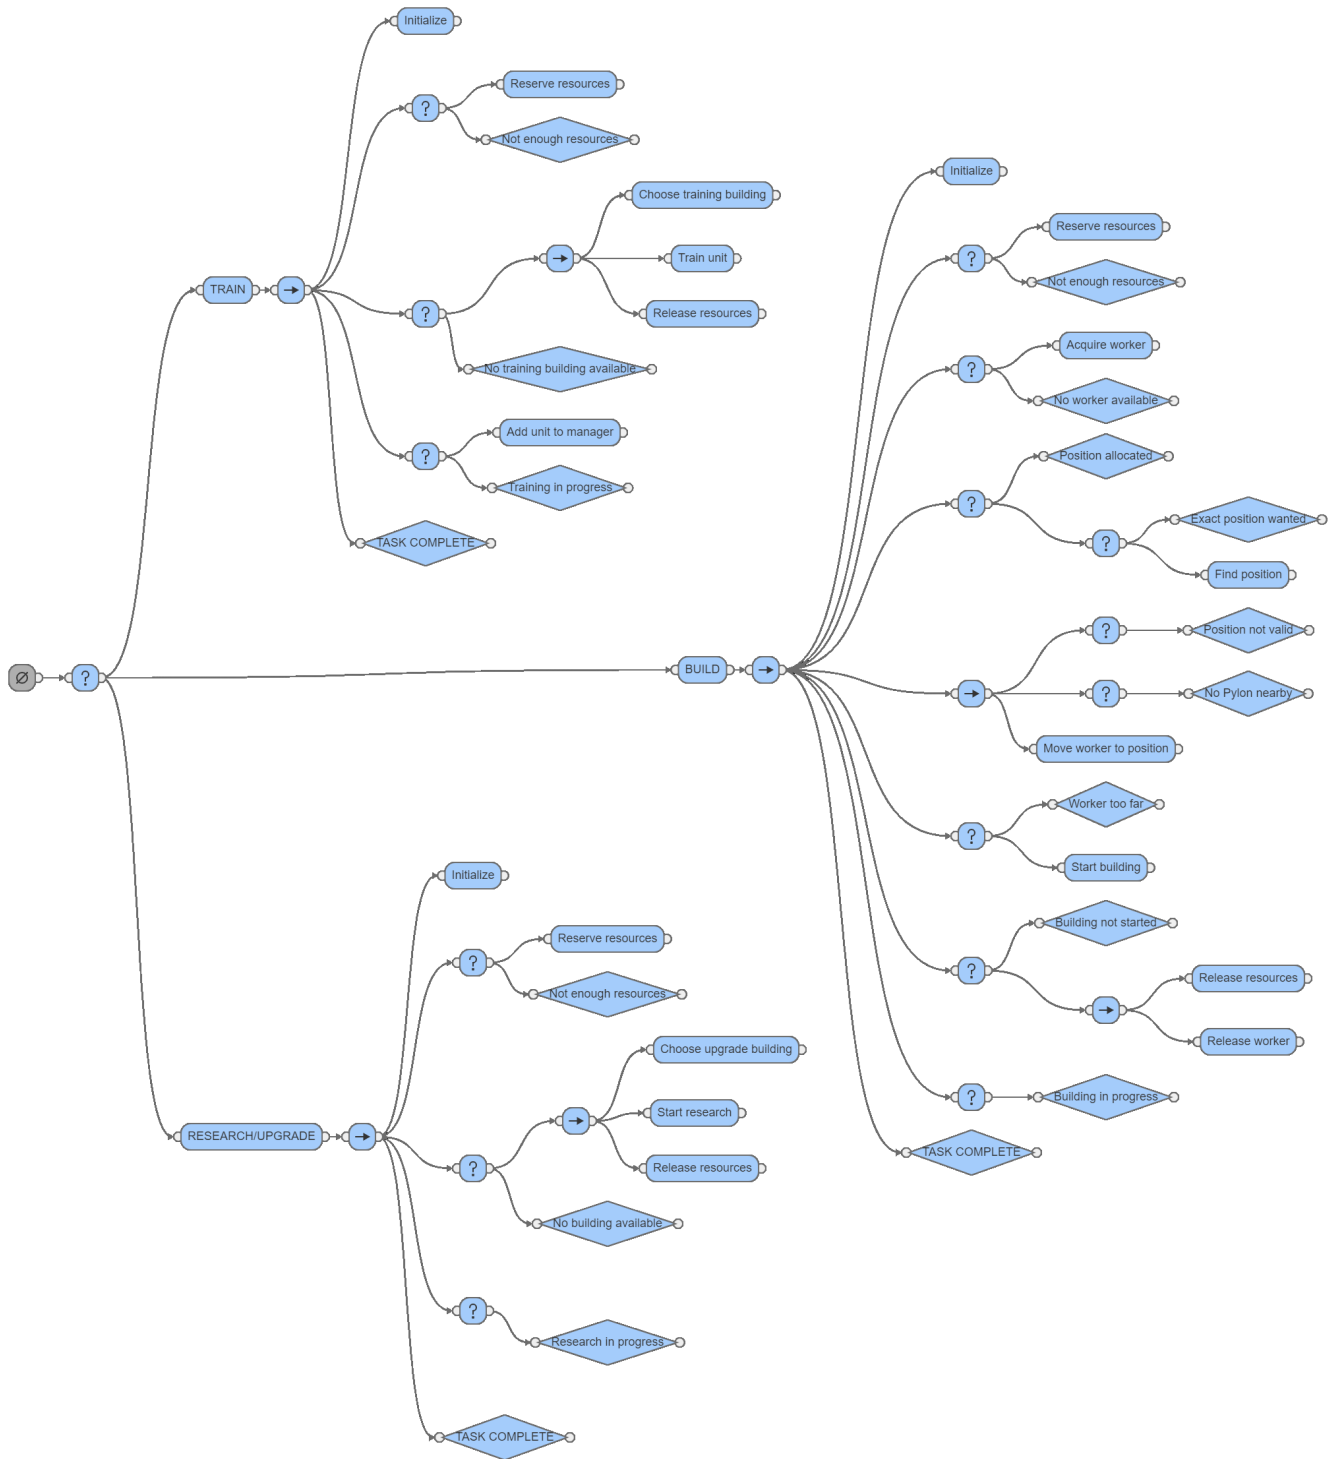 Initialize
?
Reserve resources
Not enough resources
TRAIN
→
?
→
Choose training building
Train unit
Release resources
No training building available
?
Add unit to manager
Training in progress
TASK COMPLETE
Ø
?
BUILD
→
Initialize
?
Reserve resources
Not enough resources
?
Acquire worker
No worker available
?
Position allocated
?
Exact position wanted
Find position
→
?
Position not valid
?
No Pylon nearby
Move worker to position
?
Worker too far
Start building
?
Building not started
→
Release resources
Release worker
?
Building in progress
TASK COMPLETE
RESEARCH/UPGRADE
→
Initialize
?
Reserve resources
Not enough resources
?
→
Choose upgrade building
Start research
Release resources
No building available
?
Research in progress
TASK COMPLETE